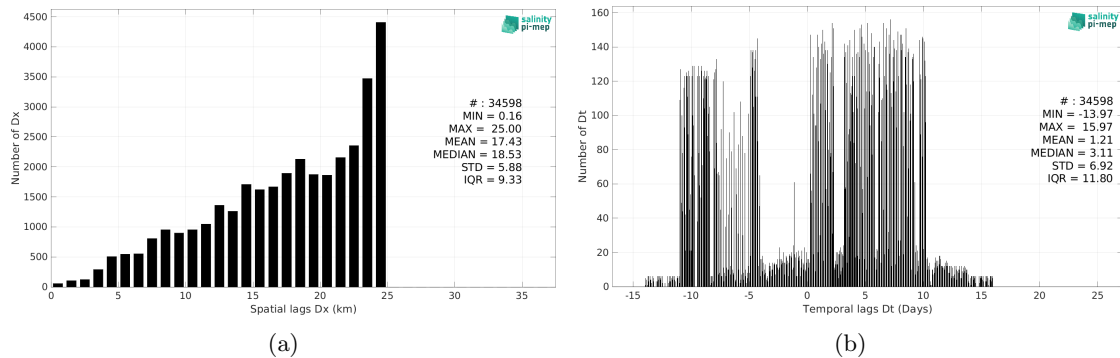 4500
4000
3500
3000
2500
2000
1500
1000
500
0
Number of Dx
0 5 10 15 20 25 30 35
Spatial lags Dx (km)
salinity
pi-mep
# : 34598
MIN = 0.16
MAX = 25.00
MEAN = 17.43
MEDIAN = 18.53
STD = 5.88
IQR = 9.33
(a)
160
140
120
100
80
60
40
20
0
Number of Dt
-15 -10 -5 0 5 10 15 20 25
Temporal lags Dt (Days)
salinity
pi-mep
# : 34598
MIN = -13.97
MAX = 15.97
MEAN = 1.21
MEDIAN = 3.11
STD = 6.92
IQR = 11.80
(b)